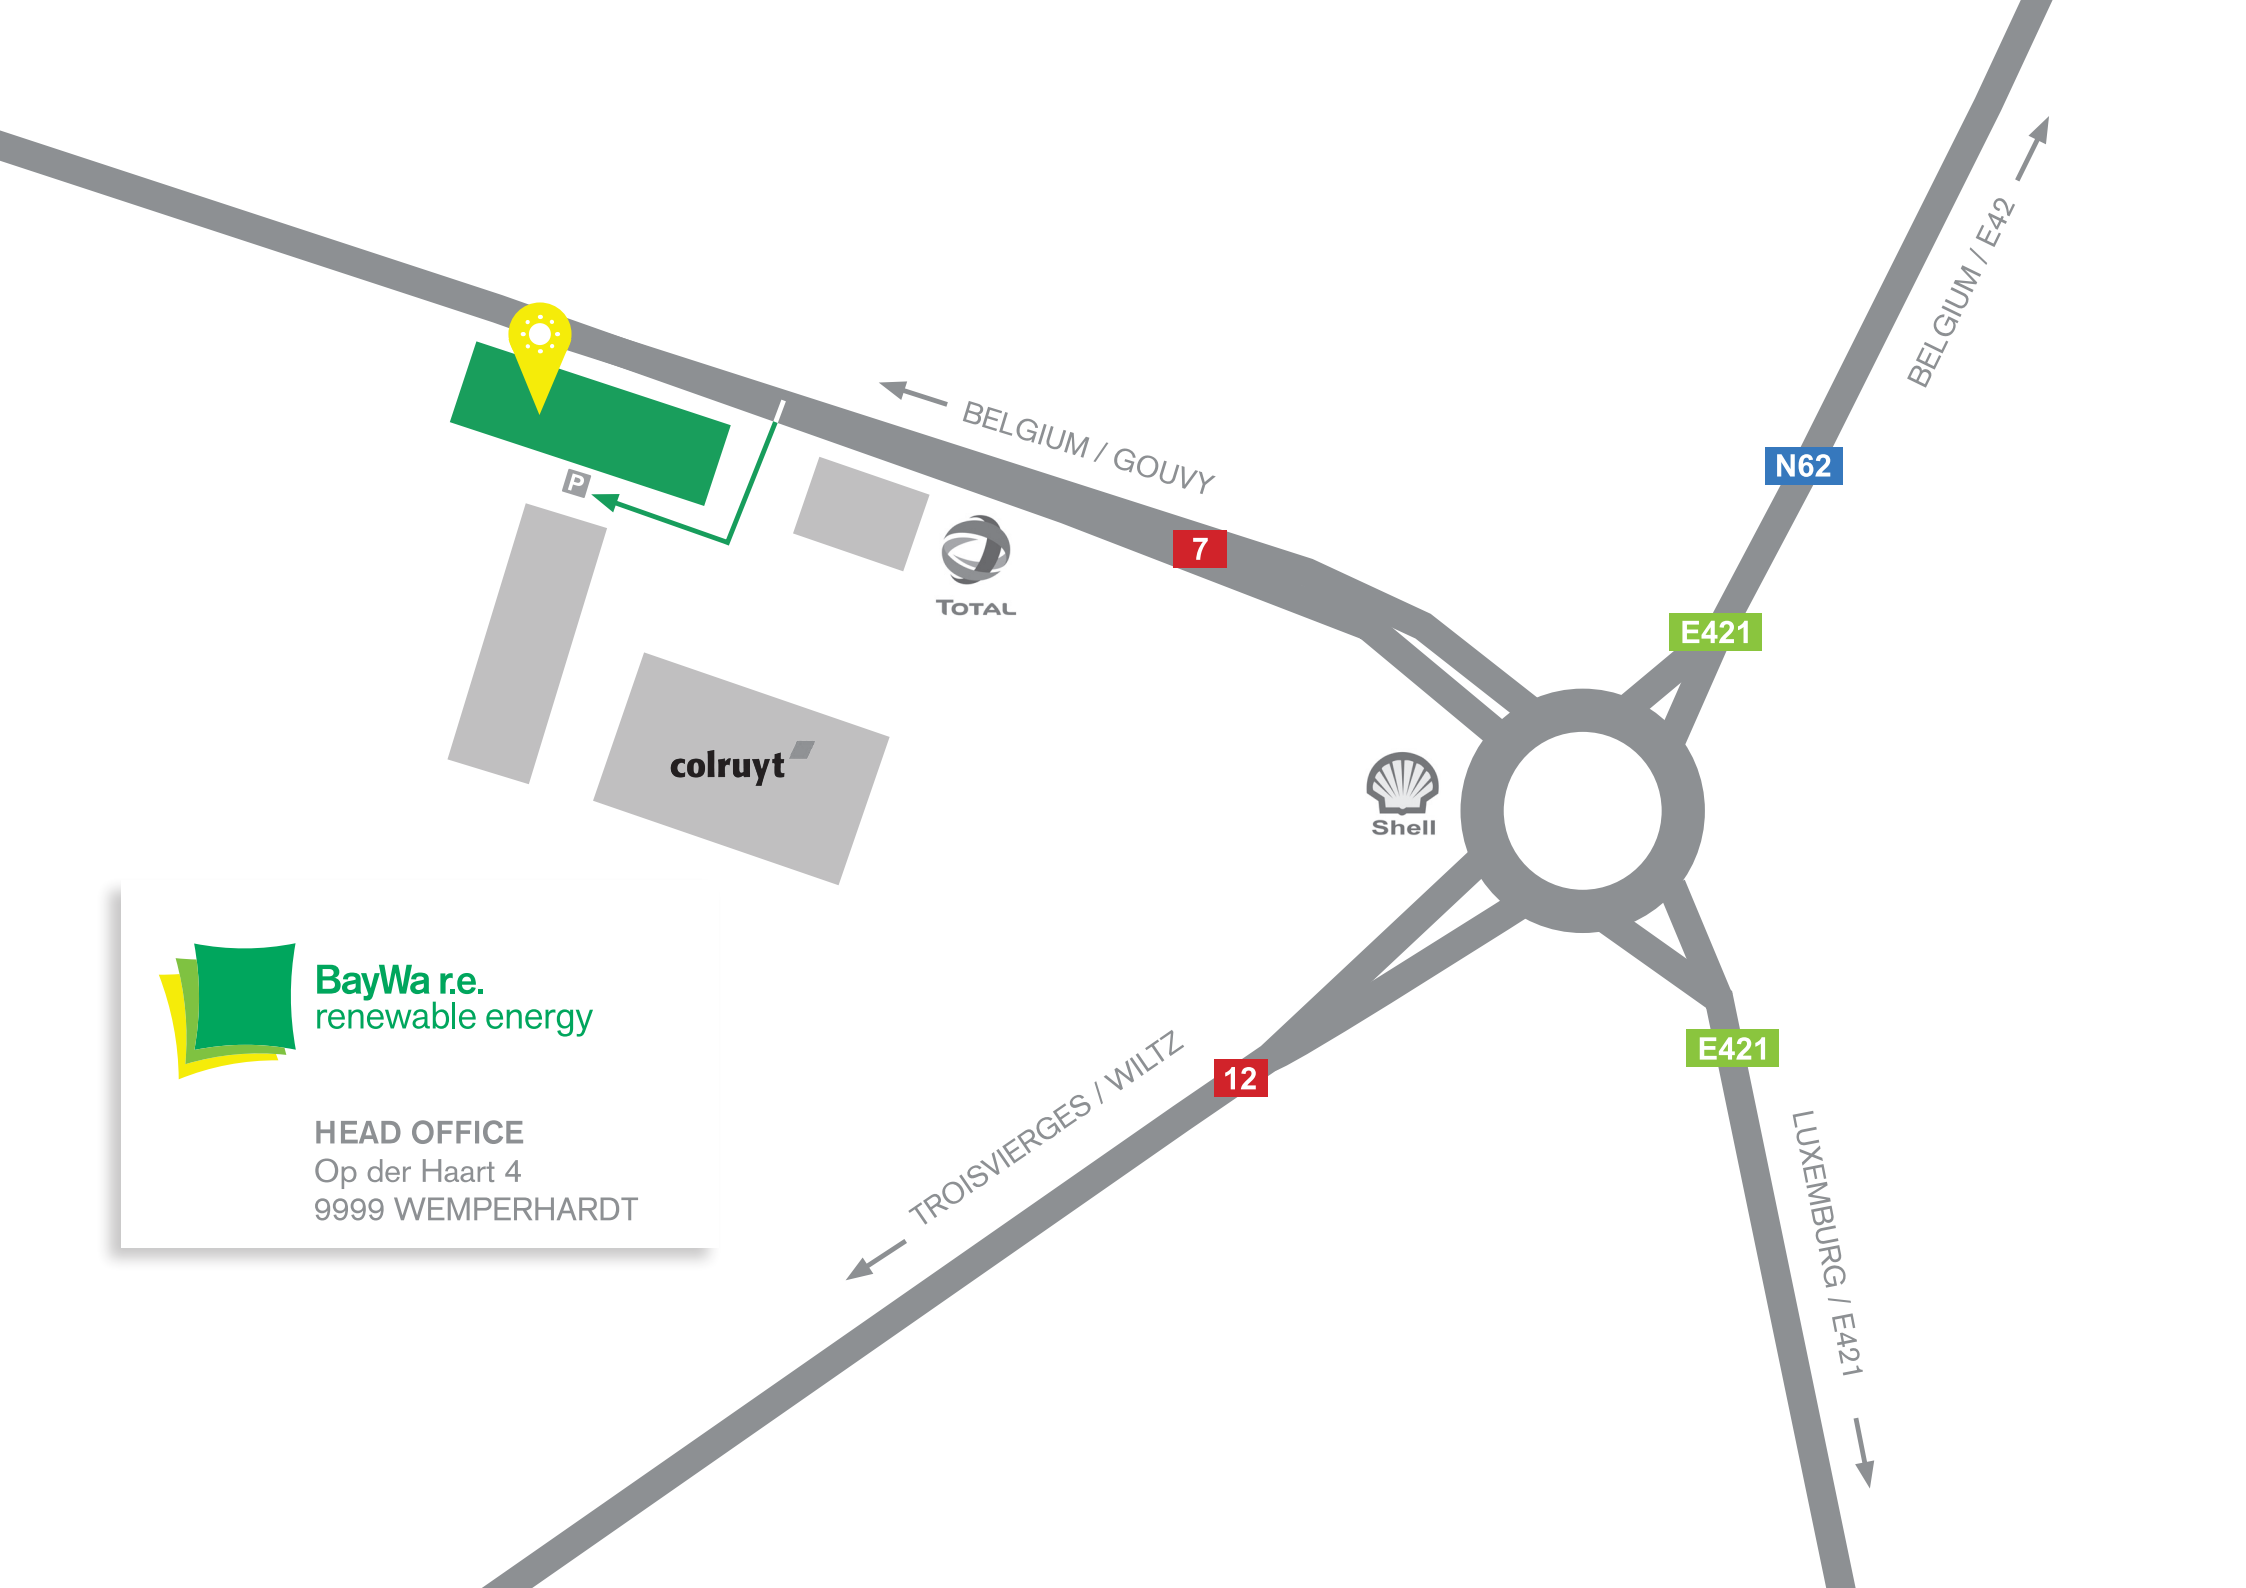 BELGIUM / E42
BELGIUM / GOUVY
N62
P
7
TOTAL
E421
colruyt
Shell
BayWa r.e.
renewable energy
E421
12
TROISVIERGES / WILTZ
LUXEMBURG / E421
HEAD OFFICE
Op der Haart 4
9999 WEMPERHARDT